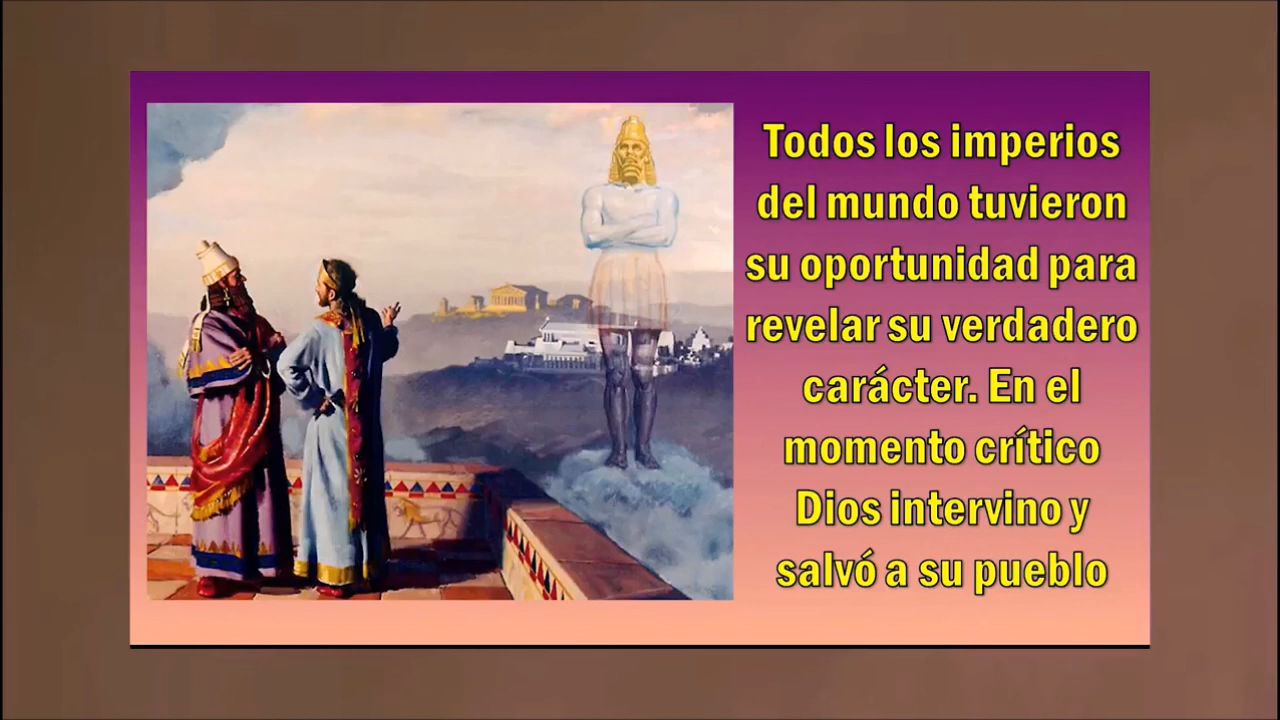 Todos los imperios
del mundo tuvieron
su oportunidad para
revelar su verdadero
carácter. En el
momento crítico
Dios intervino y
salvó a su pueblo